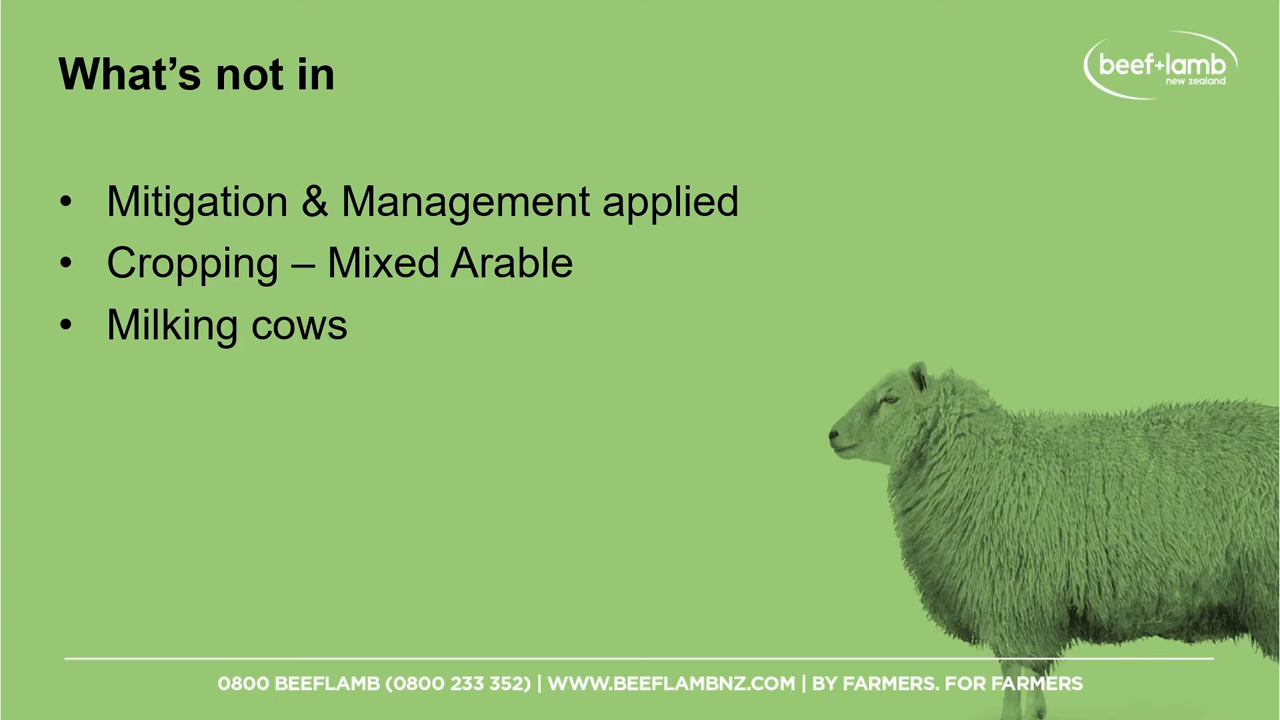 What’s not in
beef+lamb
new zealand
• Mitigation & Management applied
• Cropping – Mixed Arable
• Milking cows
0800 BEEFLAMB (0800 233 352) | WWW.BEEFLAMBNZ.COM | BY FARMERS. FOR FARMERS